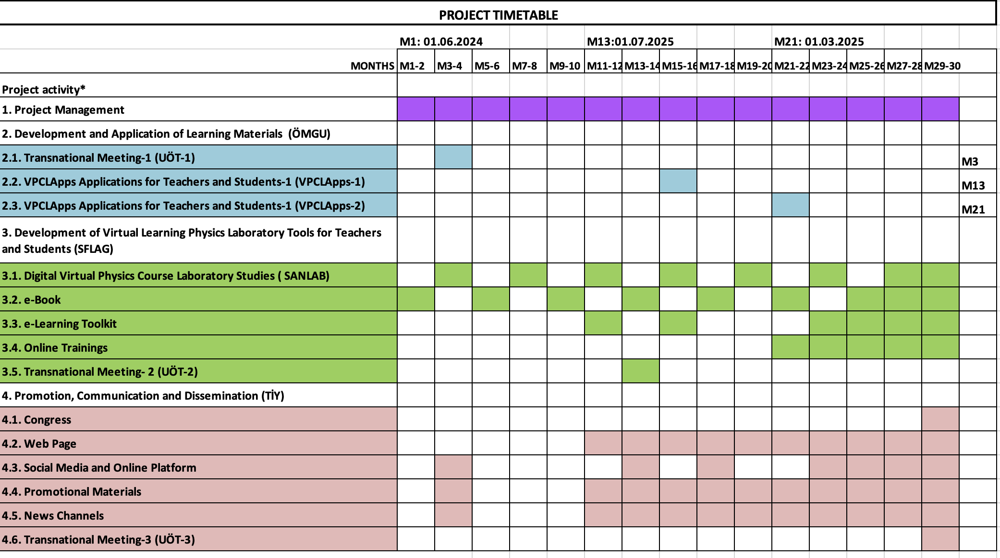 PROJECT TIMETABLE
M1: 01.06.2024 M13:01.07.2025 M21: 01.03.2025
MONTHS M1-2 M3-4 M5-6 M7-8 M9-10 M11-12 M13-14 M15-16 M17-18 M19-20 M21-22 M23-24 M25-26 M27-28 M29-30
Project activity*
1. Project Management
2. Development and Application of Learning Materials (ÖMGU)
2.1. Transnational Meeting-1 (UÖT-1) M3
2.2. VPCLApps Applications for Teachers and Students-1 (VPCLApps-1) M13
2.3. VPCLApps Applications for Teachers and Students-1 (VPCLApps-2) M21
3. Development of Virtual Learning Physics Laboratory Tools for Teachers
and Students (SFLAG)
3.1. Digital Virtual Physics Course Laboratory Studies ( SANLAB)
3.2. e-Book
3.3. e-Learning Toolkit
3.4. Online Trainings
3.5. Transnational Meeting- 2 (UÖT-2)
4. Promotion, Communication and Dissemination (TİY)
4.1. Congress
4.2. Web Page
4.3. Social Media and Online Platform
4.4. Promotional Materials
4.5. News Channels
4.6. Transnational Meeting-3 (UÖT-3)